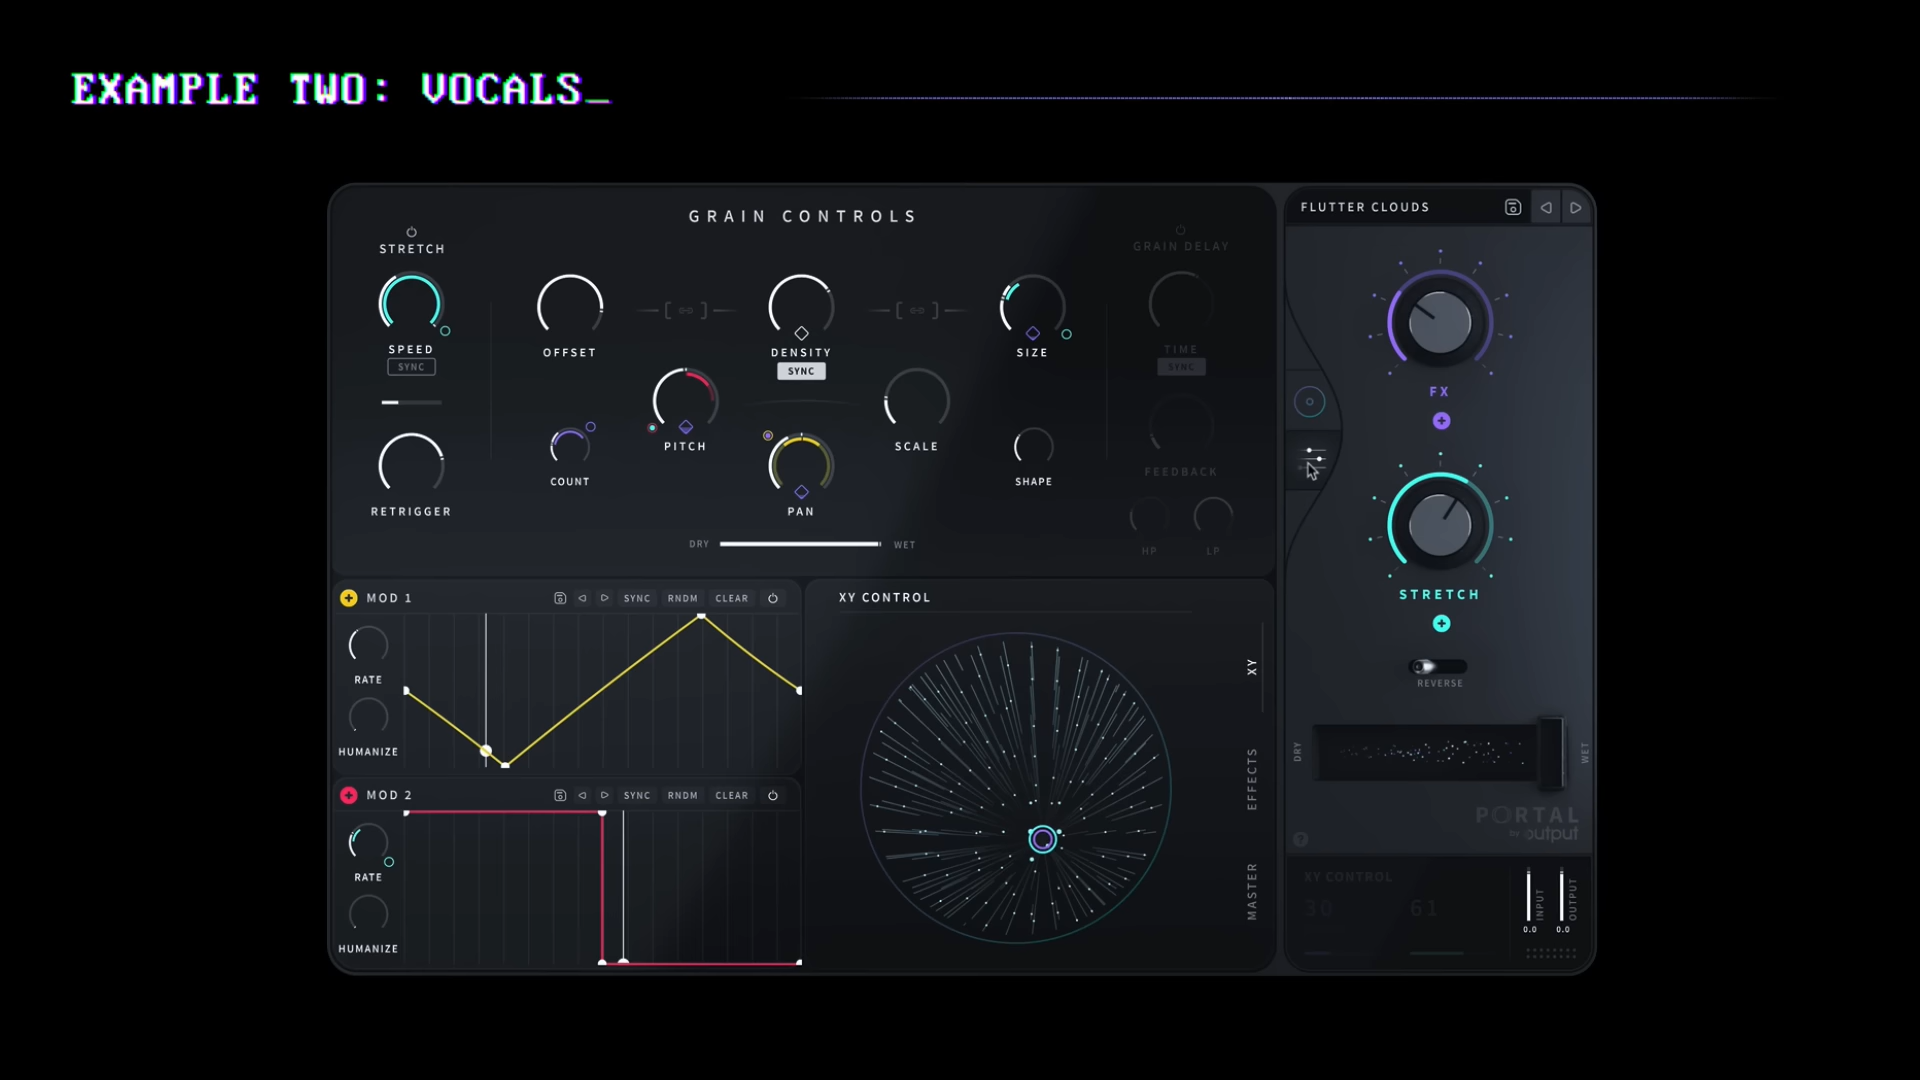 EXAMPLE TWO: VOCALS_
GRAIN CONTROLS
STRETCH
SPEED
SYNC
RETRIGGER
OFFSET
COUNT
PITCH
DENSITY
SYNC
PAN
SCALE
SIZE
SHAPE
GRAIN DELAY
TIME
SYNC
FEEDBACK
HP
LP
DRY
WET
MOD 1
SYNC
RNDM
CLEAR
RATE
HUMANIZE
MOD 2
SYNC
RNDM
CLEAR
RATE
HUMANIZE
XY CONTROL
XY
EFFECTS
MASTER
FLUTTER CLOUDS
FX
STRETCH
REVERSE
DRY
WET
PORTAL
by output
?
XY CONTROL
30
61
INPUT
OUTPUT
0.0
0.0